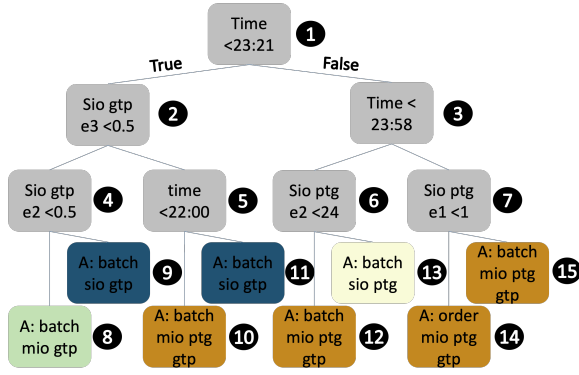 Time
<23:21
1
True
False
Sio gtp
e3 <0.5
2
Time <
23:58
3
Sio gtp
e2 <0.5
4
time
<22:00
5
Sio ptg
e2 <24
6
Sio ptg
e1 <1
7
A: batch
sio gtp
9
A: batch
sio gtp
11
A: batch
sio ptg
13
A: batch
mio ptg
gtp
15
A: batch
mio gtp
8
A: batch
mio ptg
gtp
10
A: batch
mio ptg
gtp
12
A: order
mio ptg
gtp
14